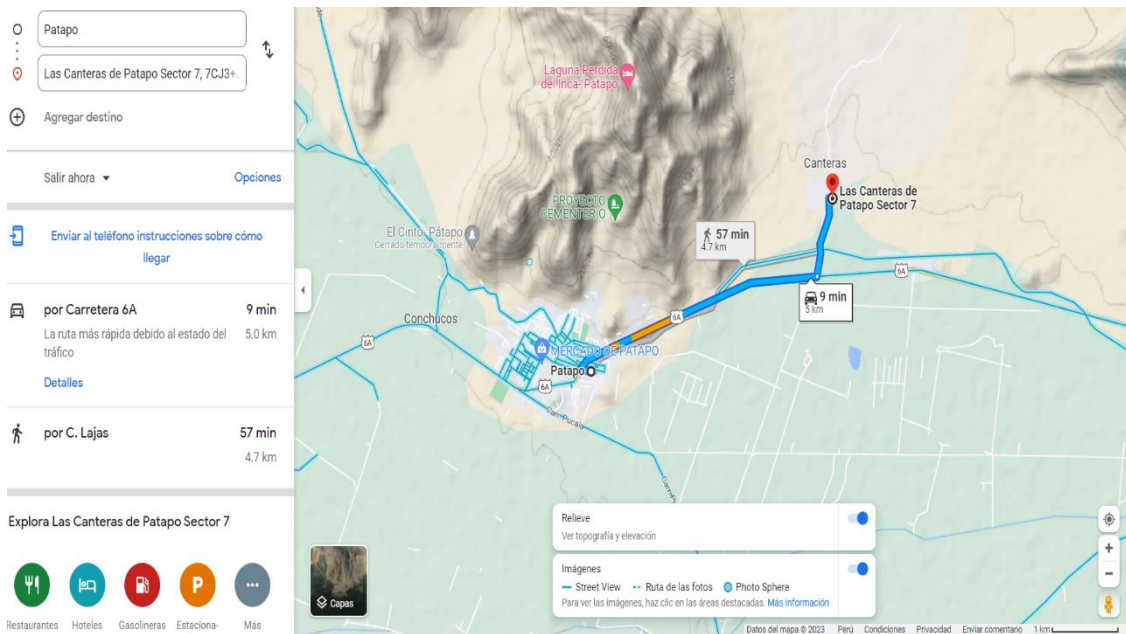 Patapo
Las Canteras de Patapo Sector 7, 7CJ3+.
Agregar destino
Salir ahora
Opciones
Enviar al teléfono instrucciones sobre cómo
llegar
por Carretera 6A
9 min
La ruta más rápida debido al estado del
5.0 km
tráfico
Detalles
por C. Lajas
57 min
4.7 km
Explora Las Canteras de Patapo Sector 7
P
Restaurantes
Hoteles
Gasolineras
Estaciona-
Más
Laguna Perdida
del Inca- Patapo
Canteras
Las Canteras de
Patapo Sector 7
PROYECTO
CEMENTERIO
El Cinto- Pátapo
Cerrado temporalmente
57 min
4.7 km
6A
9 min
5 km
6A
Conchucos
6A
MERCADO DE PATAPO
Patapo
6A
Carr. Pucala
Relieve
Ver topografía y elevación
Imágenes
Street View
Ruta de las fotos
Photo Sphere
Para ver las imágenes, haz clic en las áreas destacadas. Más información
Capas
Datos del mapa © 2023
Perú
Condiciones
Privacidad
Enviar comentario
1 km